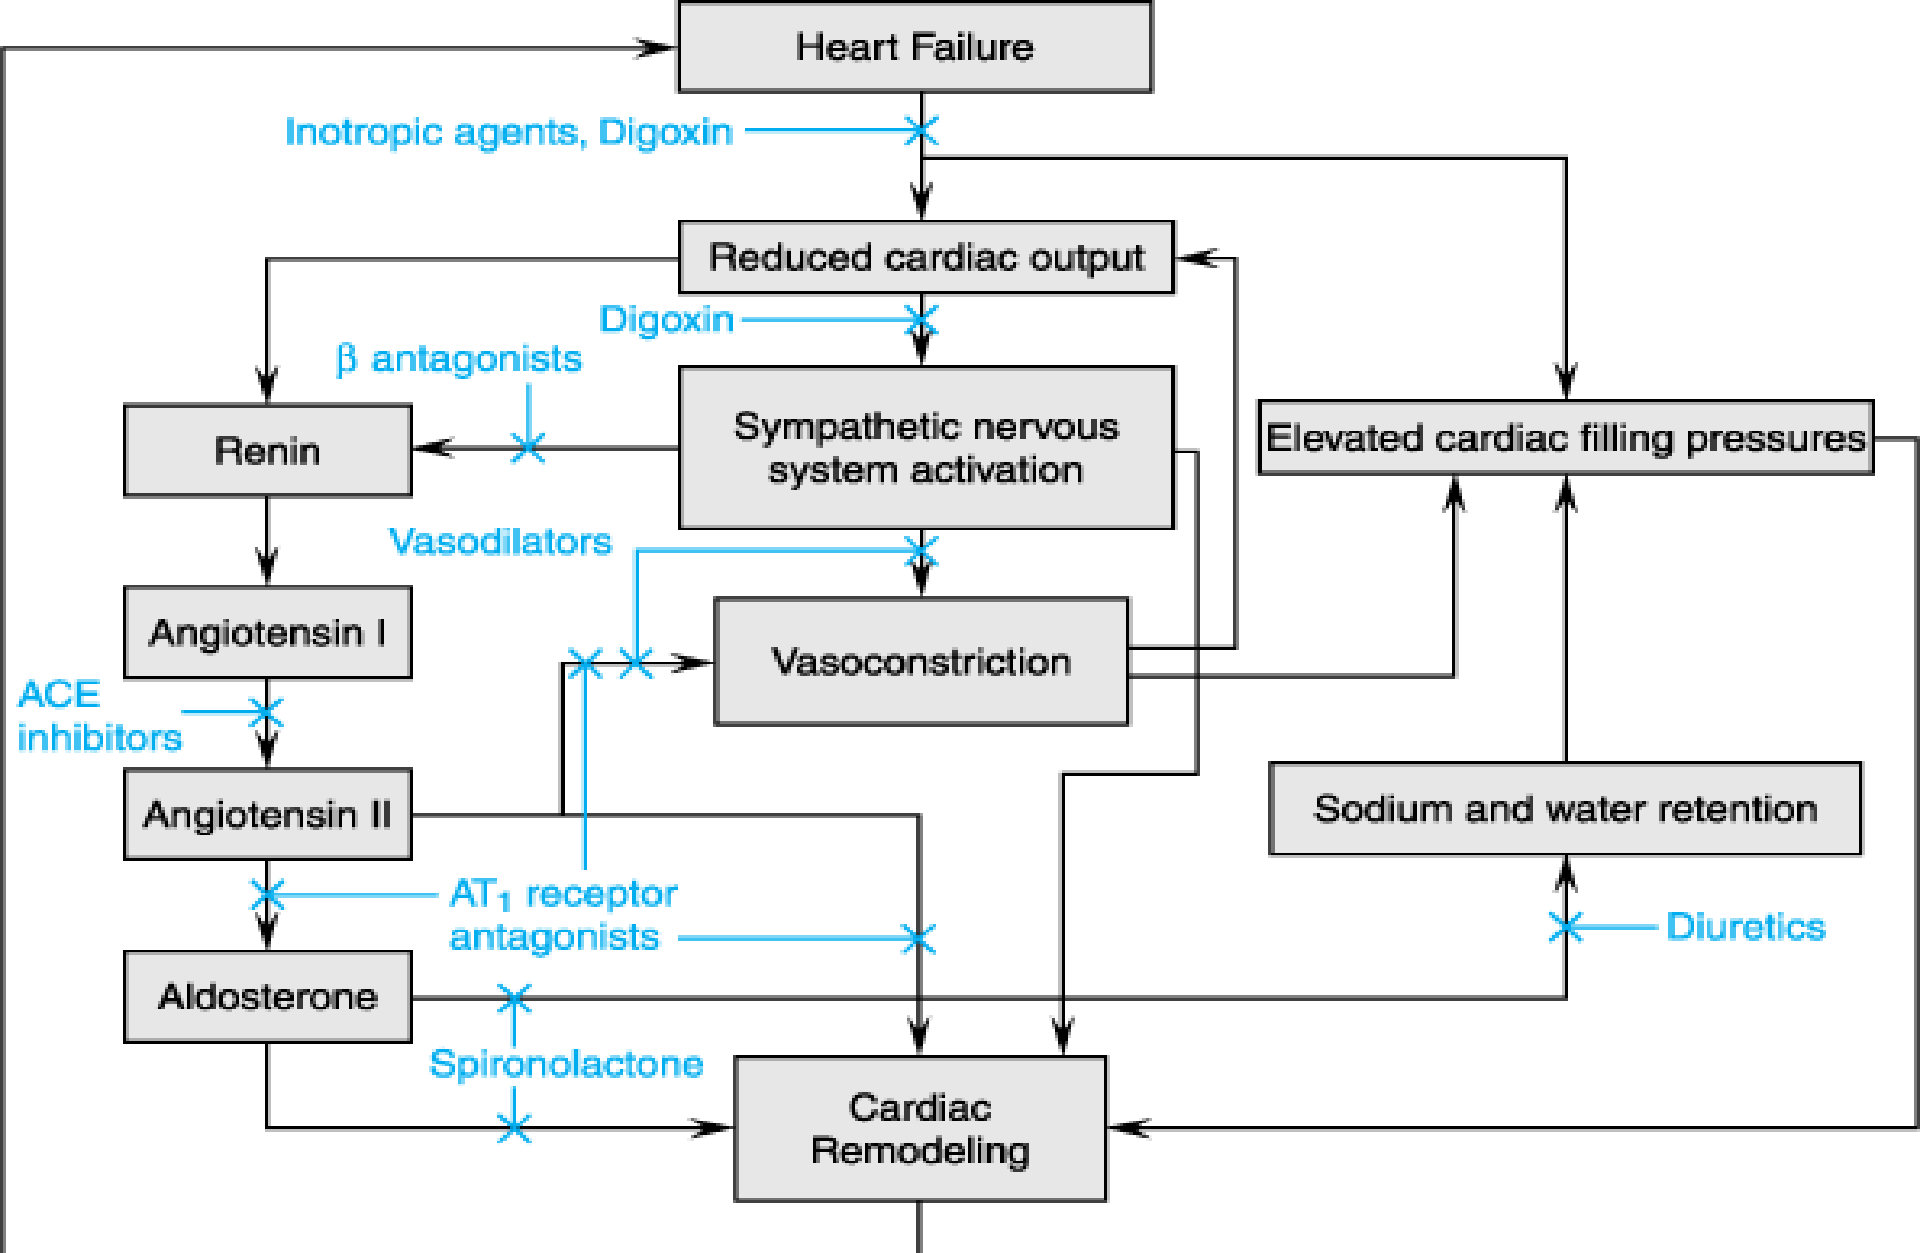 Heart Failure
Inotropic agents, Digoxin
Reduced cardiac output
Digoxin
β antagonists
Sympathetic nervous
system activation
Renin
Elevated cardiac filling pressures
Vasodilators
Angiotensin I
Vasoconstriction
ACE
inhibitors
Angiotensin II
Sodium and water retention
AT₁ receptor
antagonists
Diuretics
Aldosterone
Spironolactone
Cardiac
Remodeling